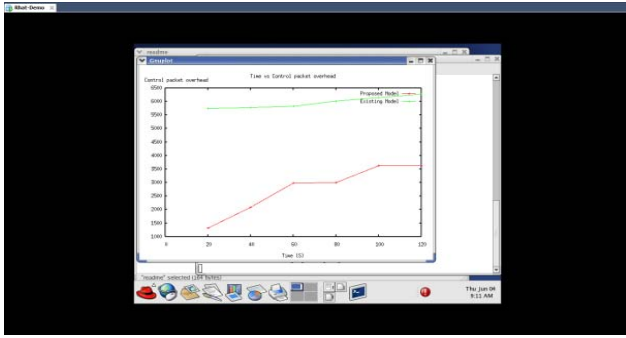 RHat-Demo
readme
Gnuplot
Time vs Control packet overhead
Control packet overhead
Proposed Model
Existing Model
6500
6000
5500
5000
4500
4000
3500
3000
2500
2000
1500
1000
0 20 40 60 80 100 120
Time (S)
"readme" selected (184 bytes)
Thu Jun 04
9:11 AM